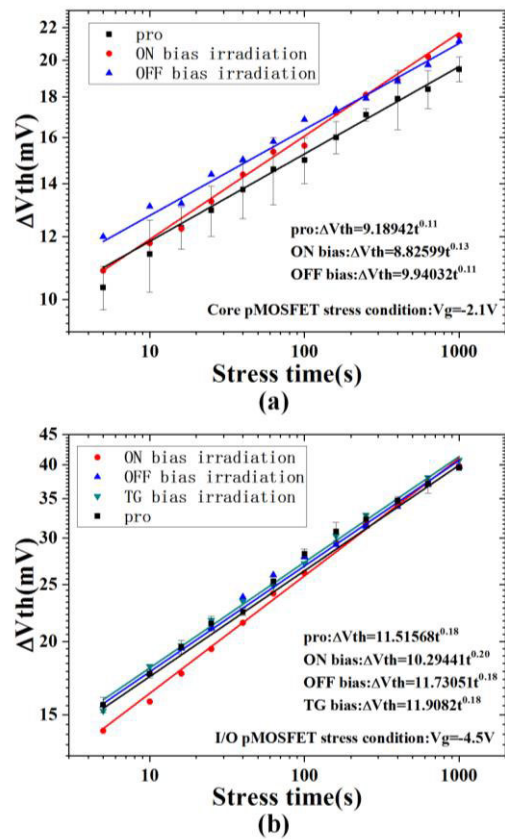 22
20
18
16
14
12
10
ΔVth(mV)
pro
ON bias irradiation
OFF bias irradiation
pro:ΔVth=9.18942t^0.11
ON bias:ΔVth=8.82599t^0.13
OFF bias:ΔVth=9.94032t^0.11
Core pMOSFET stress condition:Vg=-2.1V
10 100 1000
Stress time(s)
(a)
45
40
35
30
25
20
15
ΔVth(mV)
ON bias irradiation
OFF bias irradiation
TG bias irradiation
pro
pro:ΔVth=11.51568t^0.18
ON bias:ΔVth=10.29441t^0.20
OFF bias:ΔVth=11.73051t^0.18
TG bias:ΔVth=11.9082t^0.18
I/O pMOSFET stress condition:Vg=-4.5V
10 100 1000
Stress time(s)
(b)